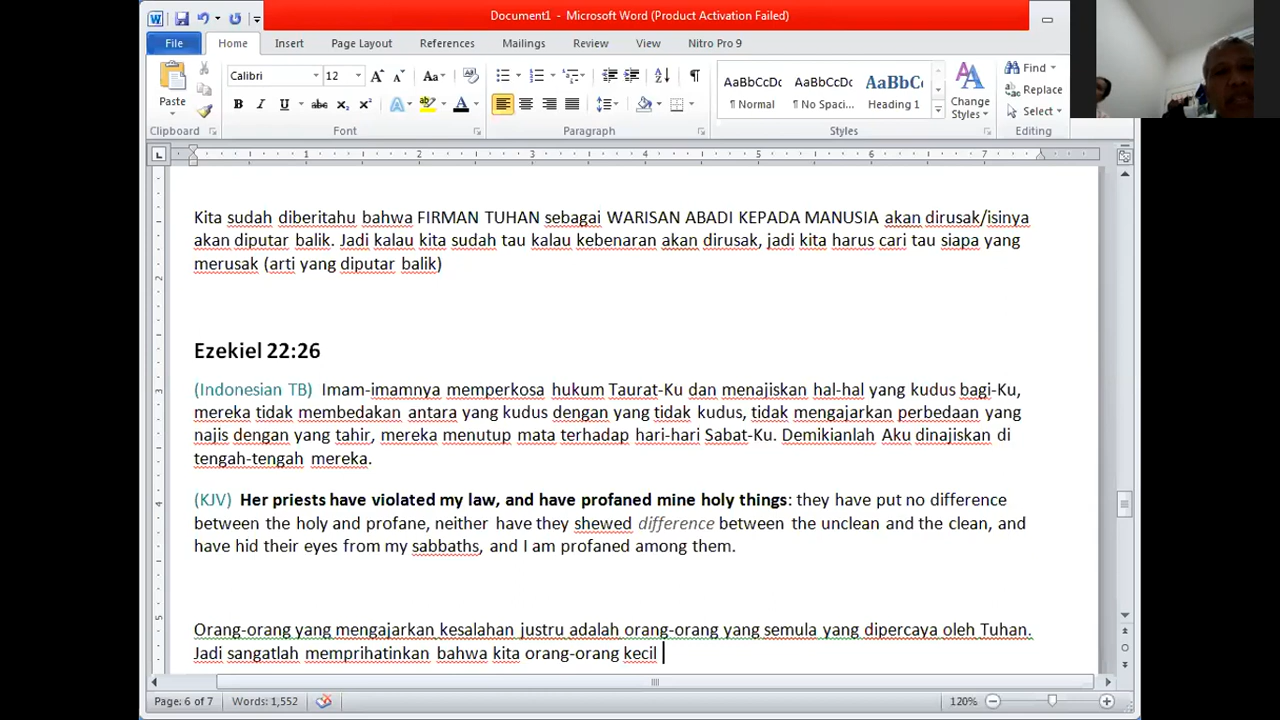 Document1 - Microsoft Word (Product Activation Failed)
File Home Insert Page Layout References Mailings Review View Nitro Pro 9
Calibri 12
Paste
AaBbCcDc AaBbCcDc AaBbC
¶ Normal ¶ No Spaci... Heading 1
Change
Styles
Find
Replace
Select
Clipboard Font Paragraph Styles Editing
1 2 3 4 5 6 7
Kita sudah diberitahu bahwa FIRMAN TUHAN sebagai WARISAN ABADI KEPADA MANUSIA akan dirusak/isinya
akan diputar balik. Jadi kalau kita sudah tau kalau kebenaran akan dirusak, jadi kita harus cari tau siapa yang
merusak (arti yang diputar balik)
Ezekiel 22:26
(Indonesian TB) Imam-imamnya memperkosa hukum Taurat-Ku dan menajiskan hal-hal yang kudus bagi-Ku,
mereka tidak membedakan antara yang kudus dengan yang tidak kudus, tidak mengajarkan perbedaan yang
najis dengan yang tahir, mereka menutup mata terhadap hari-hari Sabat-Ku. Demikianlah Aku dinajiskan di
tengah-tengah mereka.
(KJV) Her priests have violated my law, and have profaned mine holy things: they have put no difference
between the holy and profane, neither have they shewed difference between the unclean and the clean, and
have hid their eyes from my sabbaths, and I am profaned among them.
Orang-orang yang mengajarkan kesalahan justru adalah orang-orang yang semula yang dipercaya oleh Tuhan.
Jadi sangatlah memprihatinkan bahwa kita orang-orang kecil
Page: 6 of 7 Words: 1,552 120%